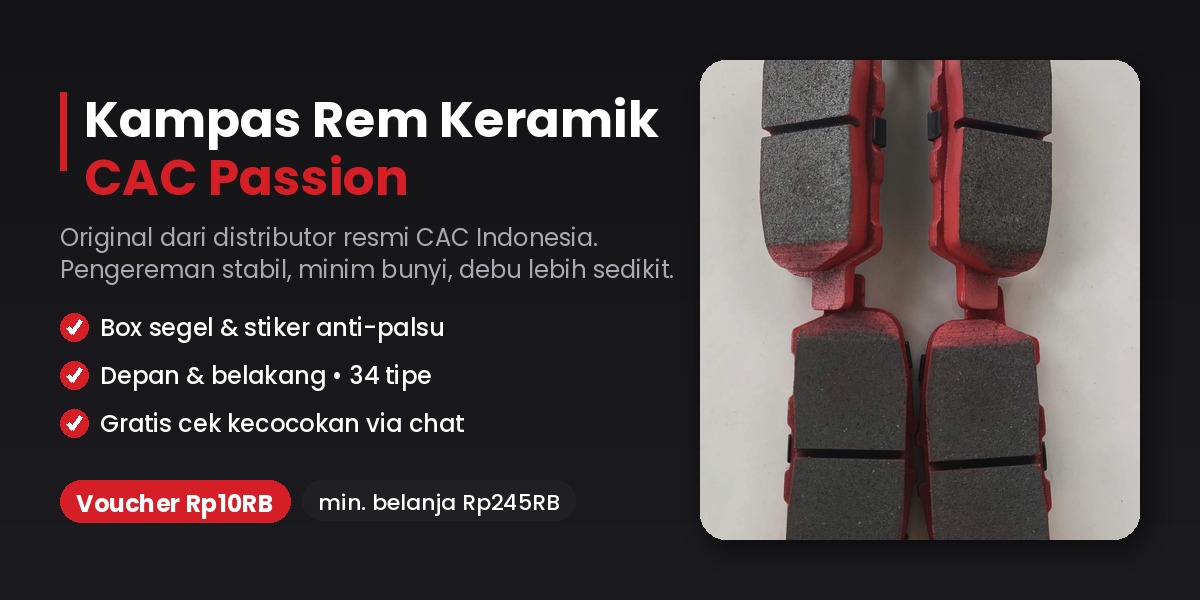 Kampas Rem Keramik
CAC Passion
Original dari distributor resmi CAC Indonesia.
Pengereman stabil, minim bunyi, debu lebih sedikit.
Box segel & stiker anti-palsu
Depan & belakang • 34 tipe
Gratis cek kecocokan via chat
Voucher Rp10RB min. belanja Rp245RB